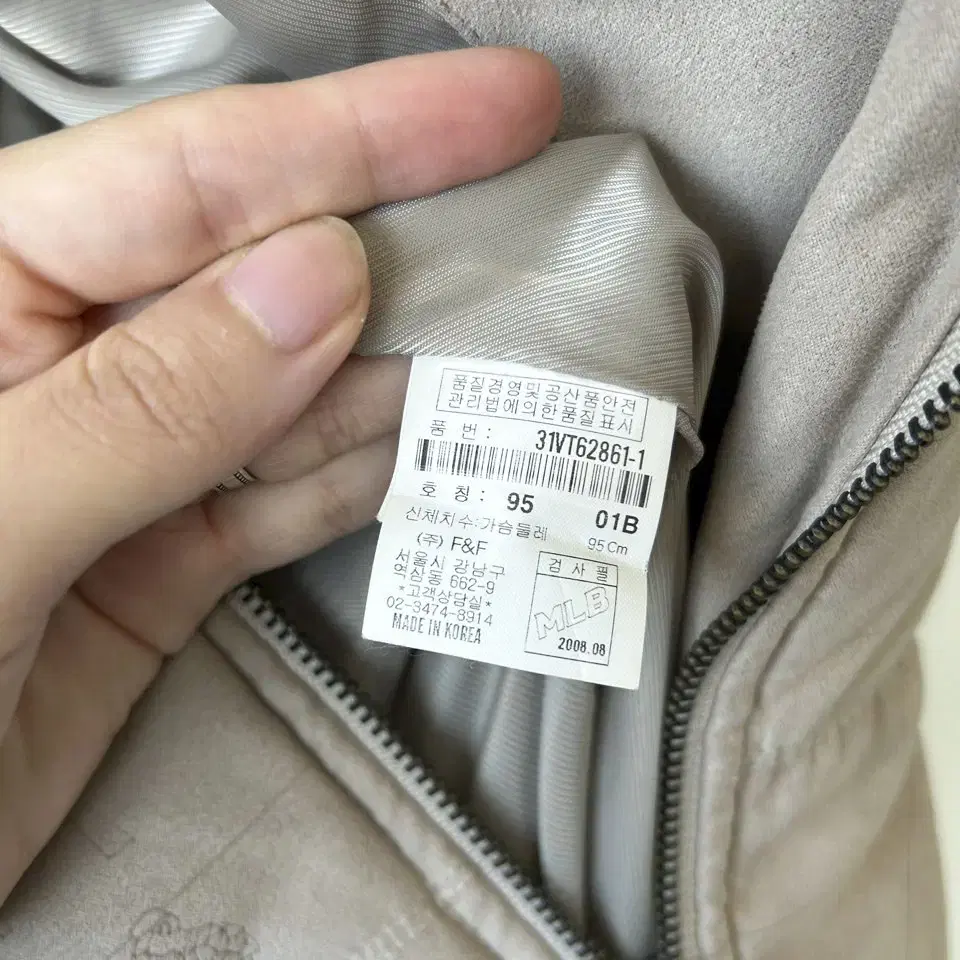 품질경영및공산품안전
관리법에의한품질표시
품 번 : 31VT62861-1
호 칭 : 95 01B
신체치수:가슴둘레 95Cm
(주) F&F
서울시 강남구
역삼동 662-9
*고객상담실*
02-3474-8914
MADE IN KOREA
검 사 필
MLB
2008.08